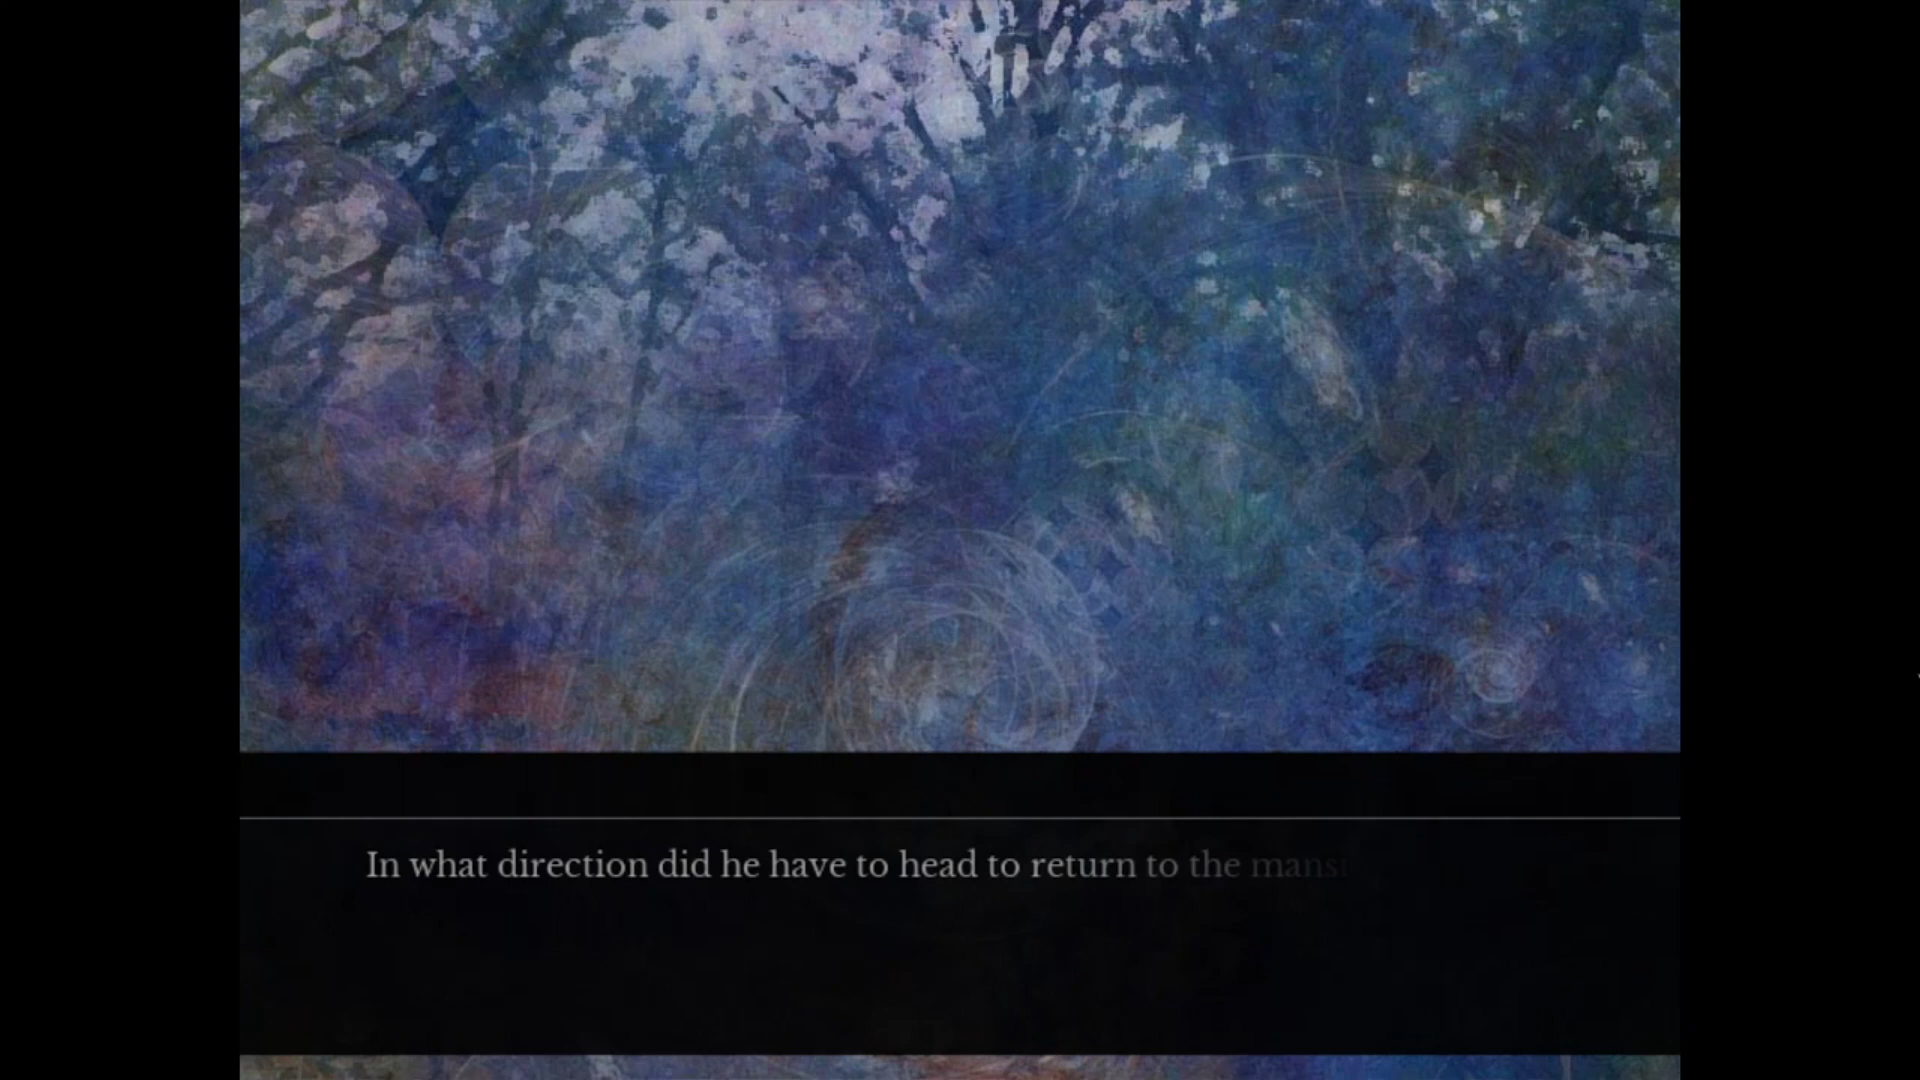 In what direction did he have to head to return to the